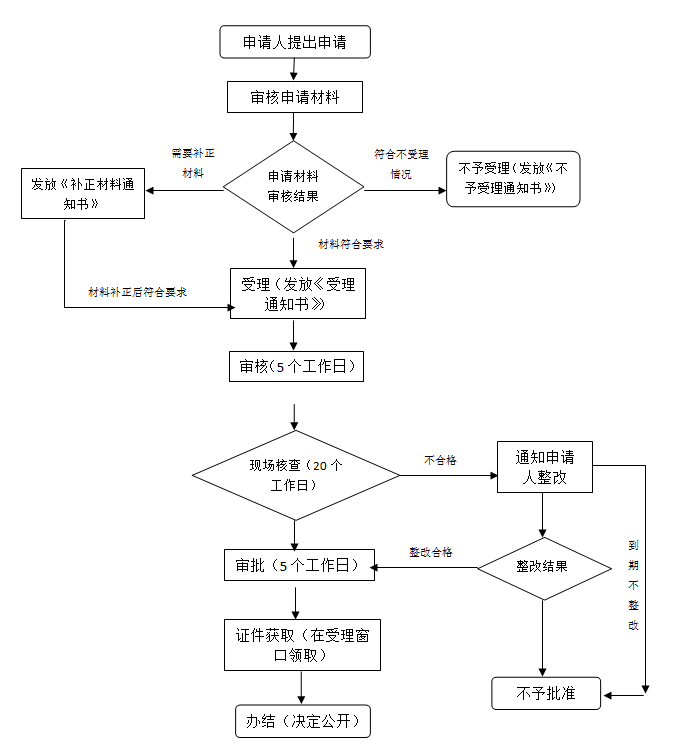 申请人提出申请
审核申请材料
需要补正
材料
符合不受理
情况
申请材料
审核结果
发放《补正材料通
知书》
不予受理（发放《不
予受理通知书》）
材料符合要求
受理（发放《受理
通知书》）
材料补正后符合要求
审核（5 个工作日）
现场核查（20 个
工作日）
不合格
通知申请
人整改
审批（5 个工作日）
整改合格
整改结果
到
期
不
整
改
证件获取（在受理窗
口领取）
不予批准
办结（决定公开）